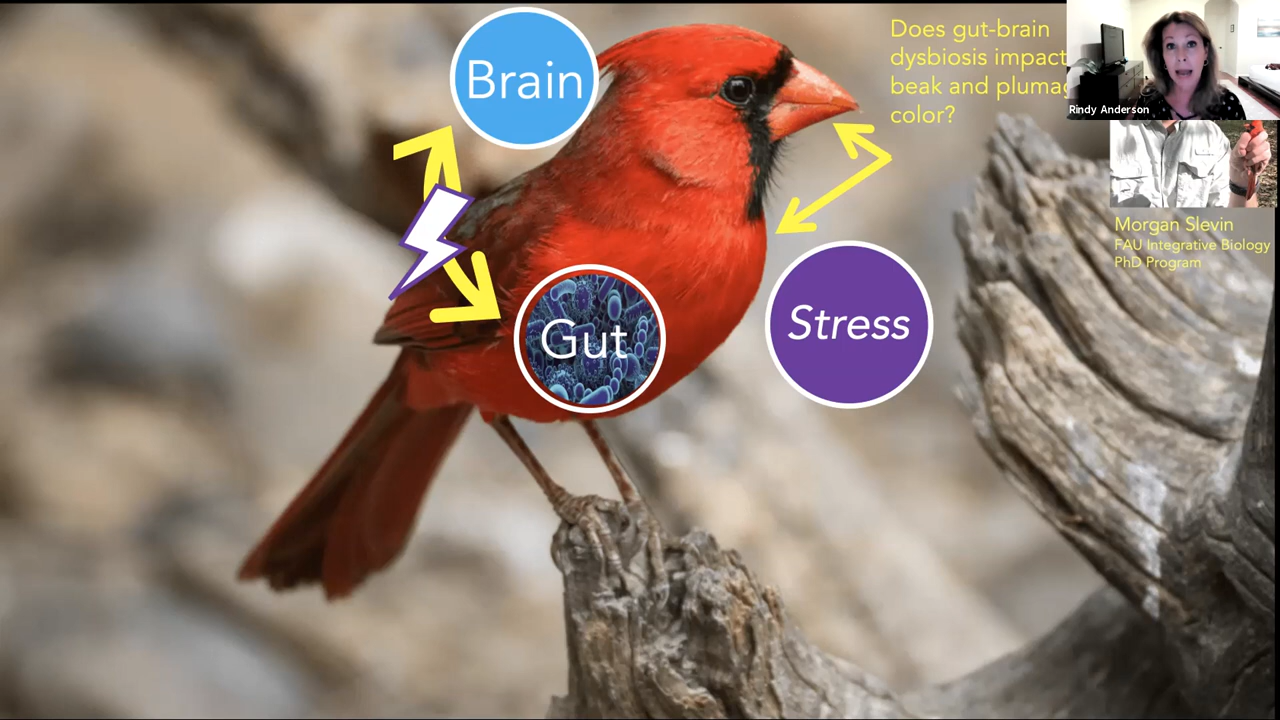 Brain
Does gut-brain
dysbiosis impact
beak and plumag
color?
Rindy Anderson
Morgan Slevin
FAU Integrative Biology
PhD Program
Stress
Gut